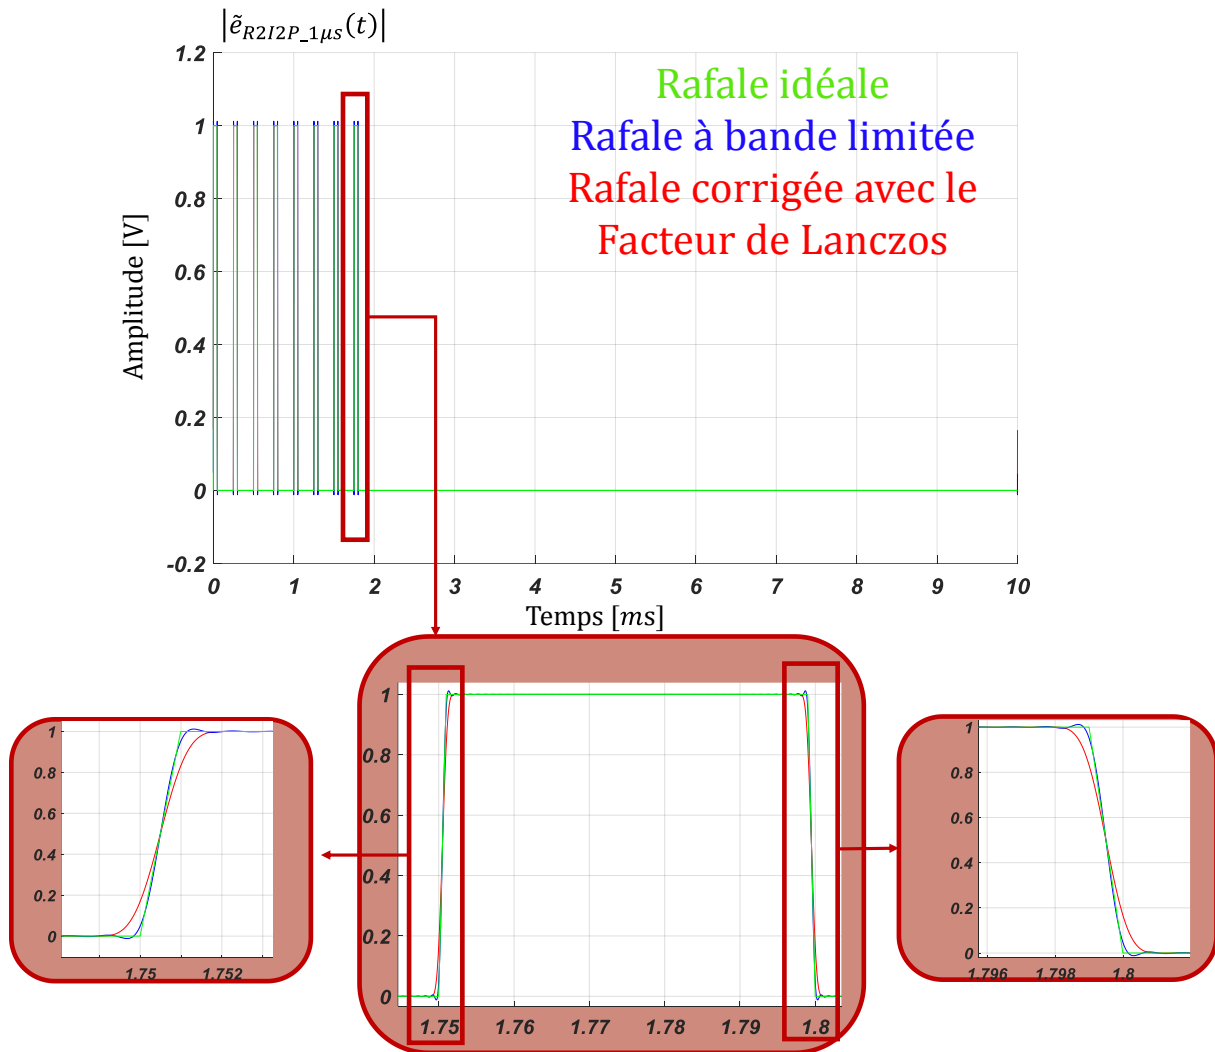 |ẽ_{R2I2P_1μs}(t)|
1.2
1
0.8
0.6
0.4
0.2
0
-0.2
Amplitude [V]
Rafale idéale
Rafale à bande limitée
Rafale corrigée avec le
Facteur de Lanczos
0 1 2 3 4 5 6 7 8 9 10
Temps [ms]
1
0.8
0.6
0.4
0.2
0
1.75 1.752
1
0.8
0.6
0.4
0.2
0
1.75 1.76 1.77 1.78 1.79 1.8
1
0.8
0.6
0.4
0.2
0
1.796 1.798 1.8